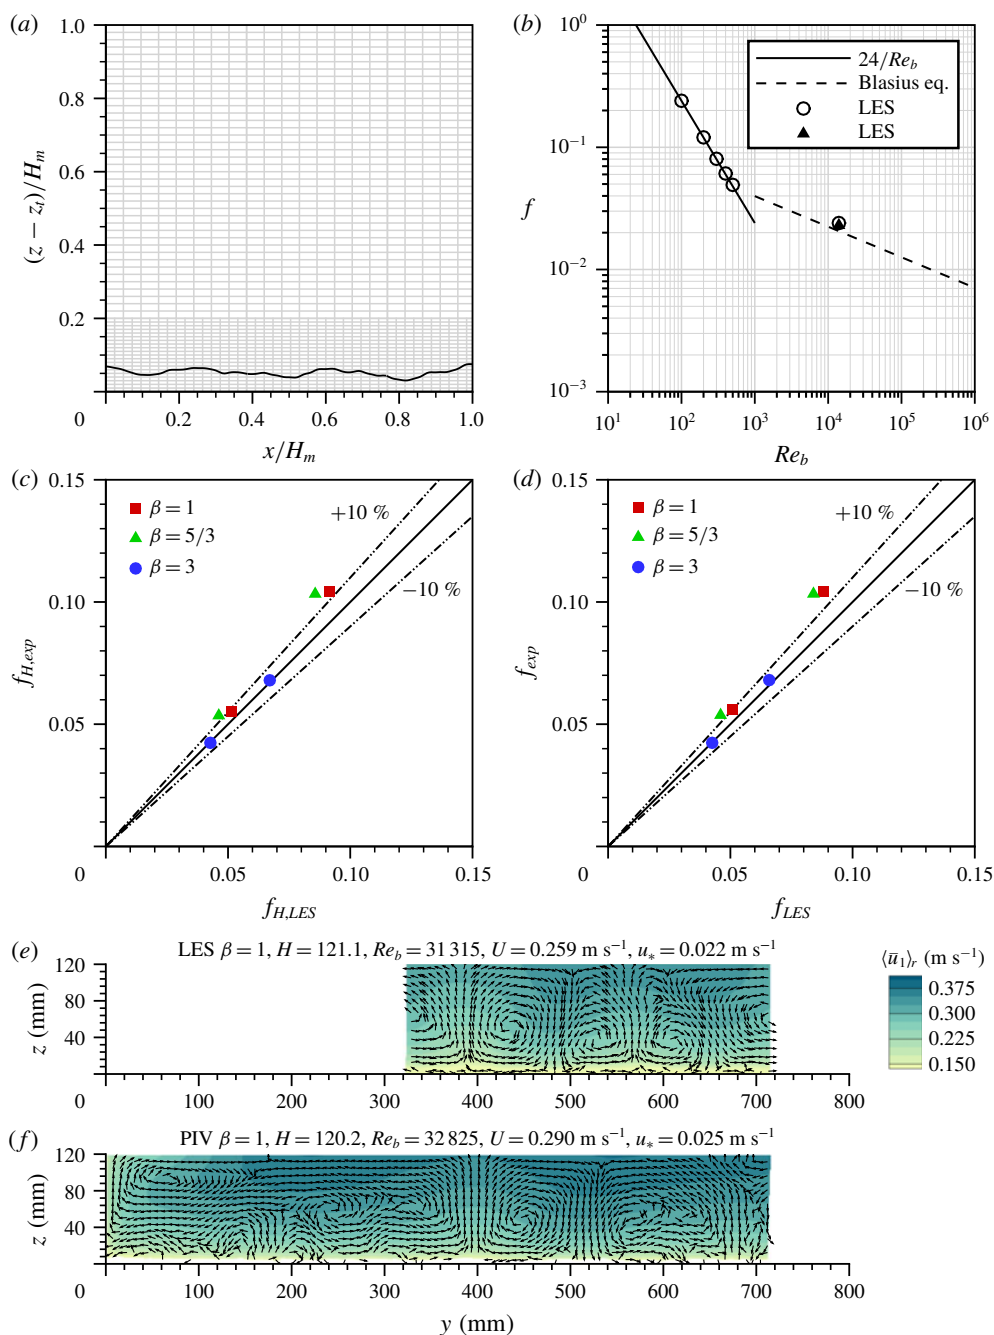 (a)
1.0
0.8
0.6
0.4
0.2
0
0.2
0.4
0.6
0.8
1.0
(z − z_t)/H_m
x/H_m
(b)
10^0
10^−1
10^−2
10^−3
10^1
10^2
10^3
10^4
10^5
10^6
f
Re_b
24/Re_b
Blasius eq.
LES
LES
(c)
0.15
0.10
0.05
0
0.05
0.10
0.15
f_{H,exp}
f_{H,LES}
β = 1
β = 5/3
β = 3
+10 %
−10 %
(d)
0.15
0.10
0.05
0
0.05
0.10
0.15
f_{exp}
f_{LES}
β = 1
β = 5/3
β = 3
+10 %
−10 %
(e)
LES β = 1, H = 121.1, Re_b = 31 315, U = 0.259 m s^−1, u_* = 0.022 m s^−1
120
80
40
z (mm)
0
100
200
300
400
500
600
700
800
⟨ū_1⟩_r (m s^−1)
0.375
0.300
0.225
0.150
(f)
PIV β = 1, H = 120.2, Re_b = 32 825, U = 0.290 m s^−1, u_* = 0.025 m s^−1
120
80
40
z (mm)
0
100
200
300
400
500
600
700
800
y (mm)